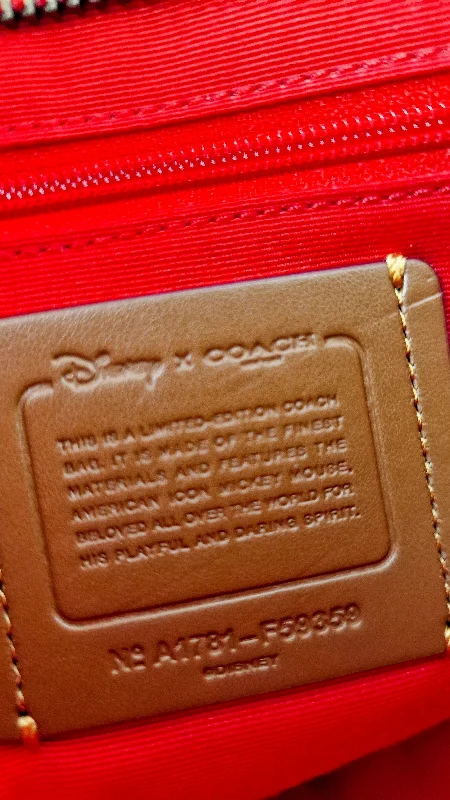 Disney x COACH
THIS IS A LIMITED-EDITION COACH
BAG. IT IS MADE OF THE FINEST
MATERIALS AND FEATURES THE
AMERICAN ICON MICKEY MOUSE,
BELOVED ALL OVER THE WORLD FOR
HIS PLAYFUL AND DARING SPIRIT.
Nº A1781-F59359
©DISNEY